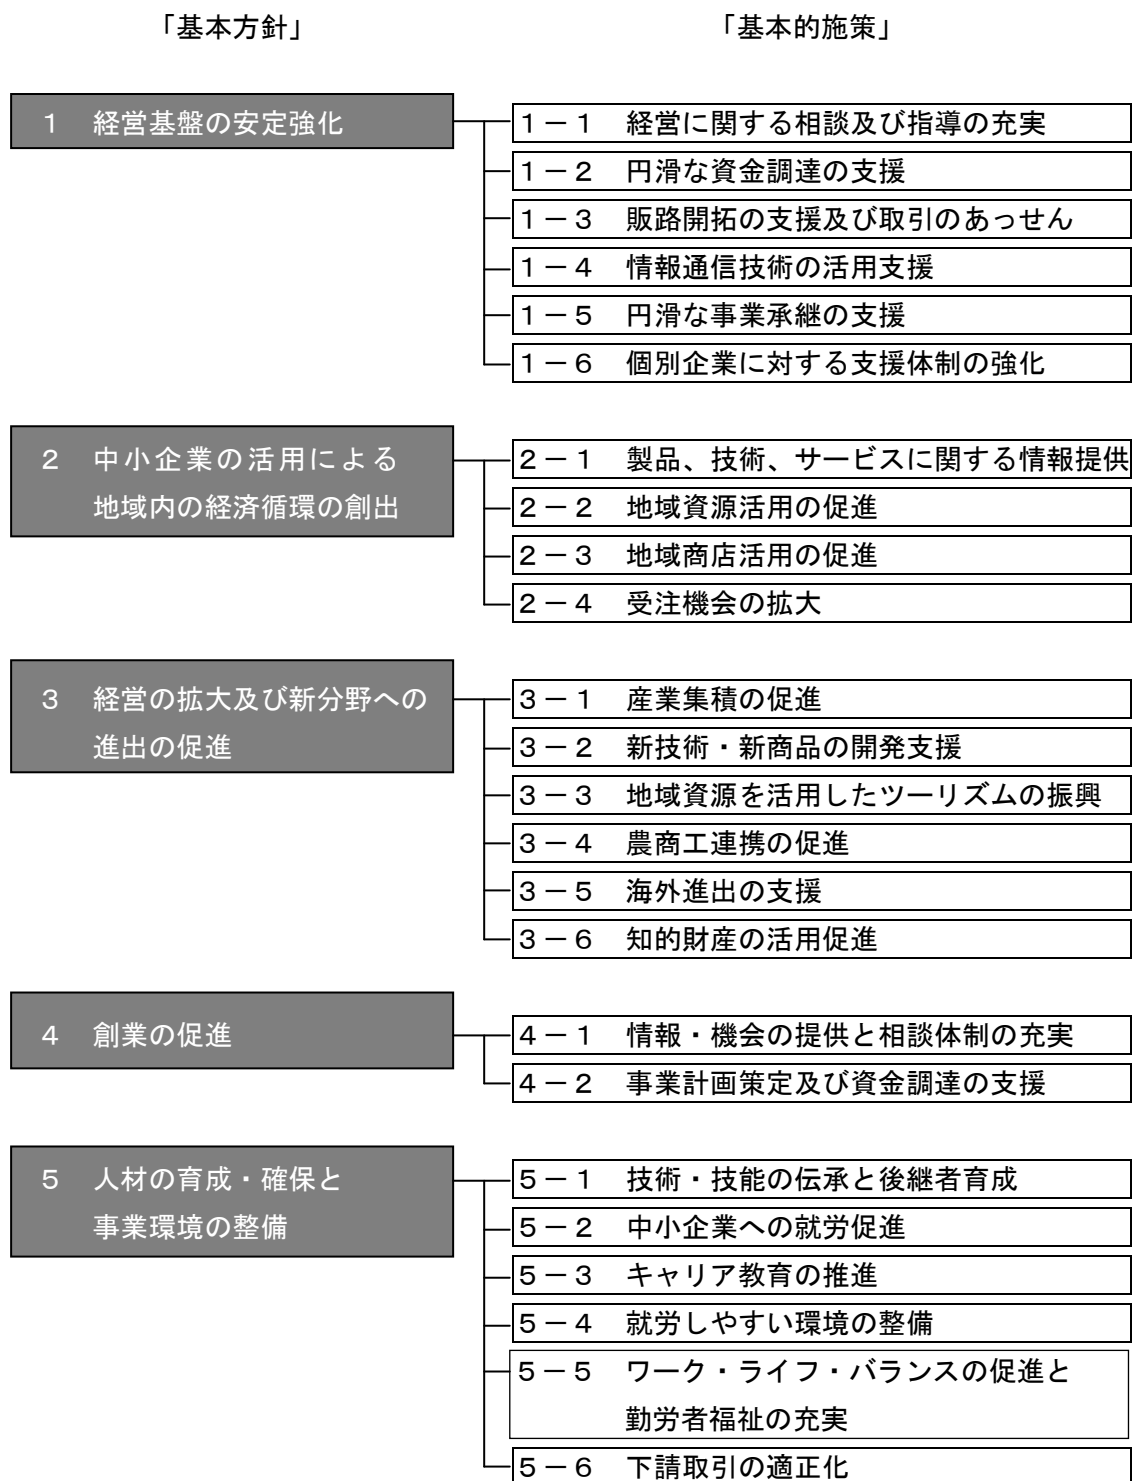 「基本方針」 「基本的施策」
1 経営基盤の安定強化
1-1 経営に関する相談及び指導の充実
1-2 円滑な資金調達の支援
1-3 販路開拓の支援及び取引のあっせん
1-4 情報通信技術の活用支援
1-5 円滑な事業承継の支援
1-6 個別企業に対する支援体制の強化
2 中小企業の活用による
地域内の経済循環の創出
2-1 製品、技術、サービスに関する情報提供
2-2 地域資源活用の促進
2-3 地域商店活用の促進
2-4 受注機会の拡大
3 経営の拡大及び新分野への
進出の促進
3-1 産業集積の促進
3-2 新技術・新商品の開発支援
3-3 地域資源を活用したツーリズムの振興
3-4 農商工連携の促進
3-5 海外進出の支援
3-6 知的財産の活用促進
4 創業の促進
4-1 情報・機会の提供と相談体制の充実
4-2 事業計画策定及び資金調達の支援
5 人材の育成・確保と
事業環境の整備
5-1 技術・技能の伝承と後継者育成
5-2 中小企業への就労促進
5-3 キャリア教育の推進
5-4 就労しやすい環境の整備
5-5 ワーク・ライフ・バランスの促進と
勤労者福祉の充実
5-6 下請取引の適正化